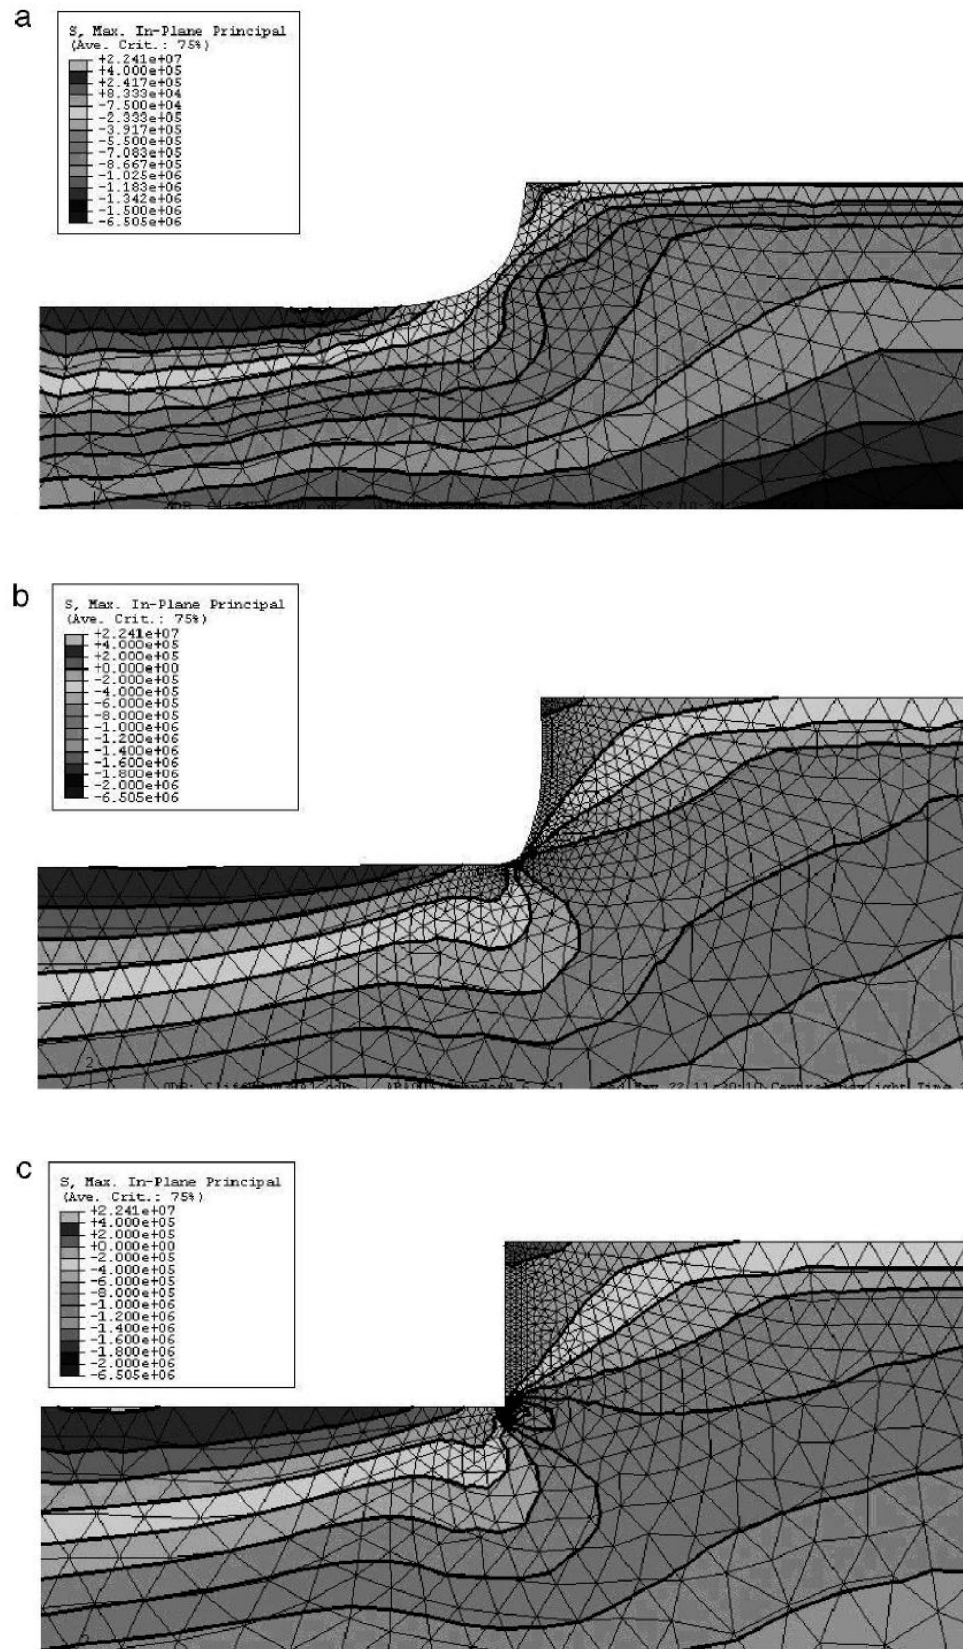 a
S, Max. In-Plane Principal
(Ave. Crit.: 75%)
+2.241e+07
+4.000e+05
+2.417e+05
+8.333e+04
-7.500e+04
-2.333e+05
-3.917e+05
-5.500e+05
-7.083e+05
-8.667e+05
-1.025e+06
-1.183e+06
-1.342e+06
-1.500e+06
-6.505e+06
b
S, Max. In-Plane Principal
(Ave. Crit.: 75%)
+2.241e+07
+4.000e+05
+2.000e+05
+0.000e+00
-2.000e+05
-4.000e+05
-6.000e+05
-8.000e+05
-1.000e+06
-1.200e+06
-1.400e+06
-1.600e+06
-1.800e+06
-2.000e+06
-6.505e+06
2
Central Daylight Time
c
S, Max. In-Plane Principal
(Ave. Crit.: 75%)
+2.241e+07
+4.000e+05
+2.000e+05
+0.000e+00
-2.000e+05
-4.000e+05
-6.000e+05
-8.000e+05
-1.000e+06
-1.200e+06
-1.400e+06
-1.600e+06
-1.800e+06
-2.000e+06
-6.505e+06